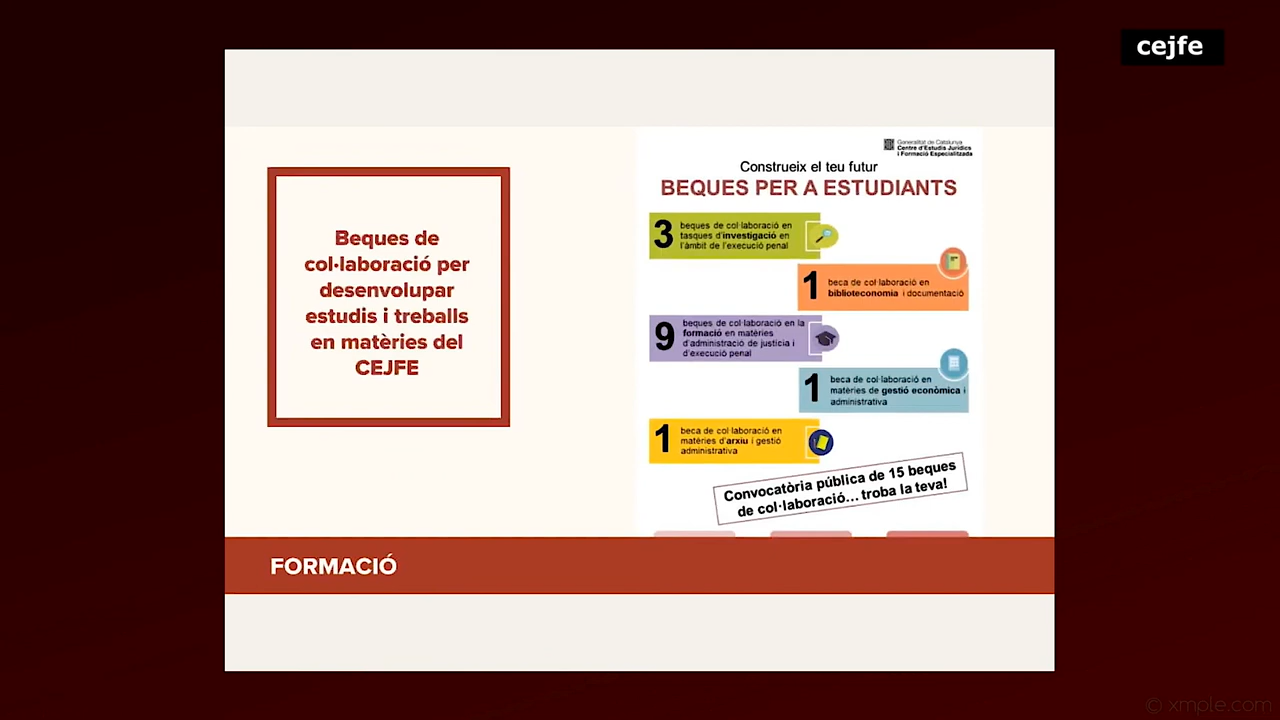 cejfe
Beques de
col·laboració per
desenvolupar
estudis i treballs
en matèries del
CEJFE
Generalitat de Catalunya
Centre d'Estudis Jurídics
i Formació Especialitzada
Construeix el teu futur
BEQUES PER A ESTUDIANTS
3
beques de col·laboració en
tasques d'investigació en
l'àmbit de l'execució penal
1
beca de col·laboració en
biblioteconomia i documentació
9
beques de col·laboració en la
formació en matèries
d'administració de justícia i
d'execució penal
1
beca de col·laboració en
matèries de gestió econòmica i
administrativa
1
beca de col·laboració en
matèries d'arxiu i gestió
administrativa
Convocatòria pública de 15 beques
de col·laboració... troba la teva!
FORMACIÓ
© xmple.com